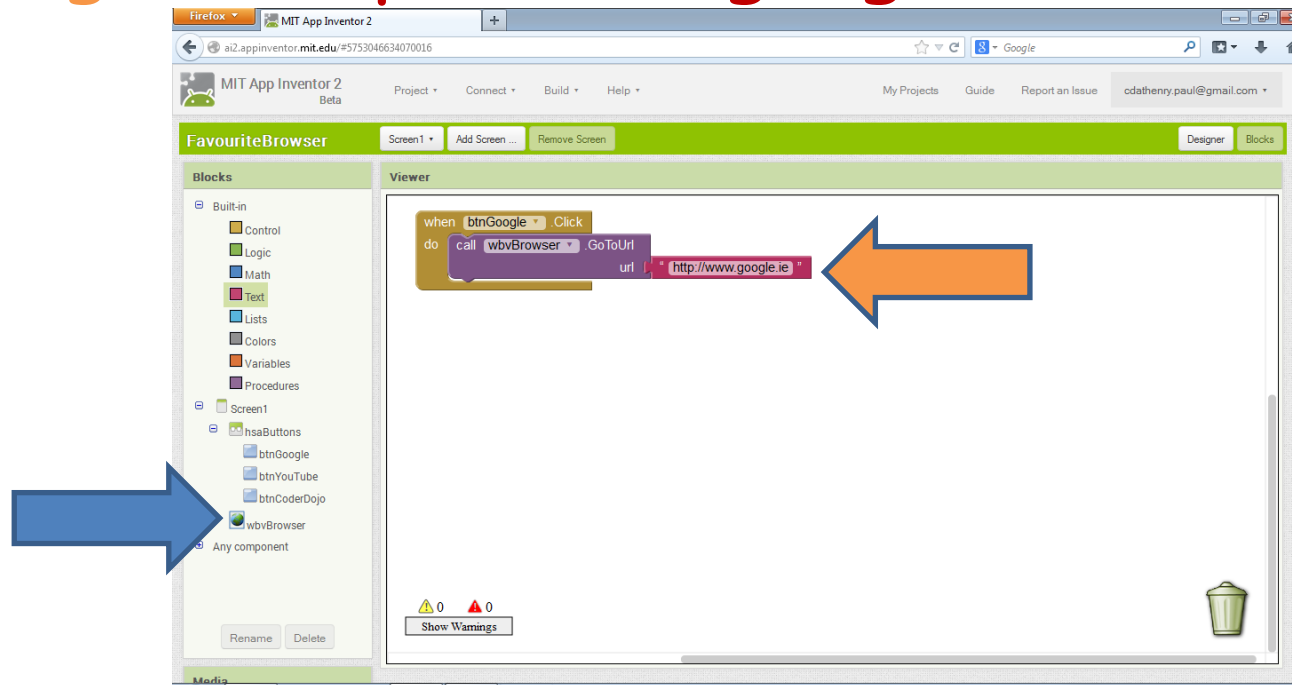 Firefox
MIT App Inventor 2
+
ai2.appinventor.mit.edu/#5753046634070016
Google
MIT App Inventor 2
Beta
Project
Connect
Build
Help
My Projects
Guide
Report an Issue
cdathenry.paul@gmail.com
FavouriteBrowser
Screen1
Add Screen ...
Remove Screen
Designer
Blocks
Blocks
Viewer
Built-in
Control
Logic
Math
Text
Lists
Colors
Variables
Procedures
Screen1
hsaButtons
btnGoogle
btnYouTube
btnCoderDojo
wbvBrowser
Any component
Rename
Delete
Media
when btnGoogle .Click
do call wbvBrowser .GoToUrl
url " http://www.google.ie "
0 0
Show Warnings